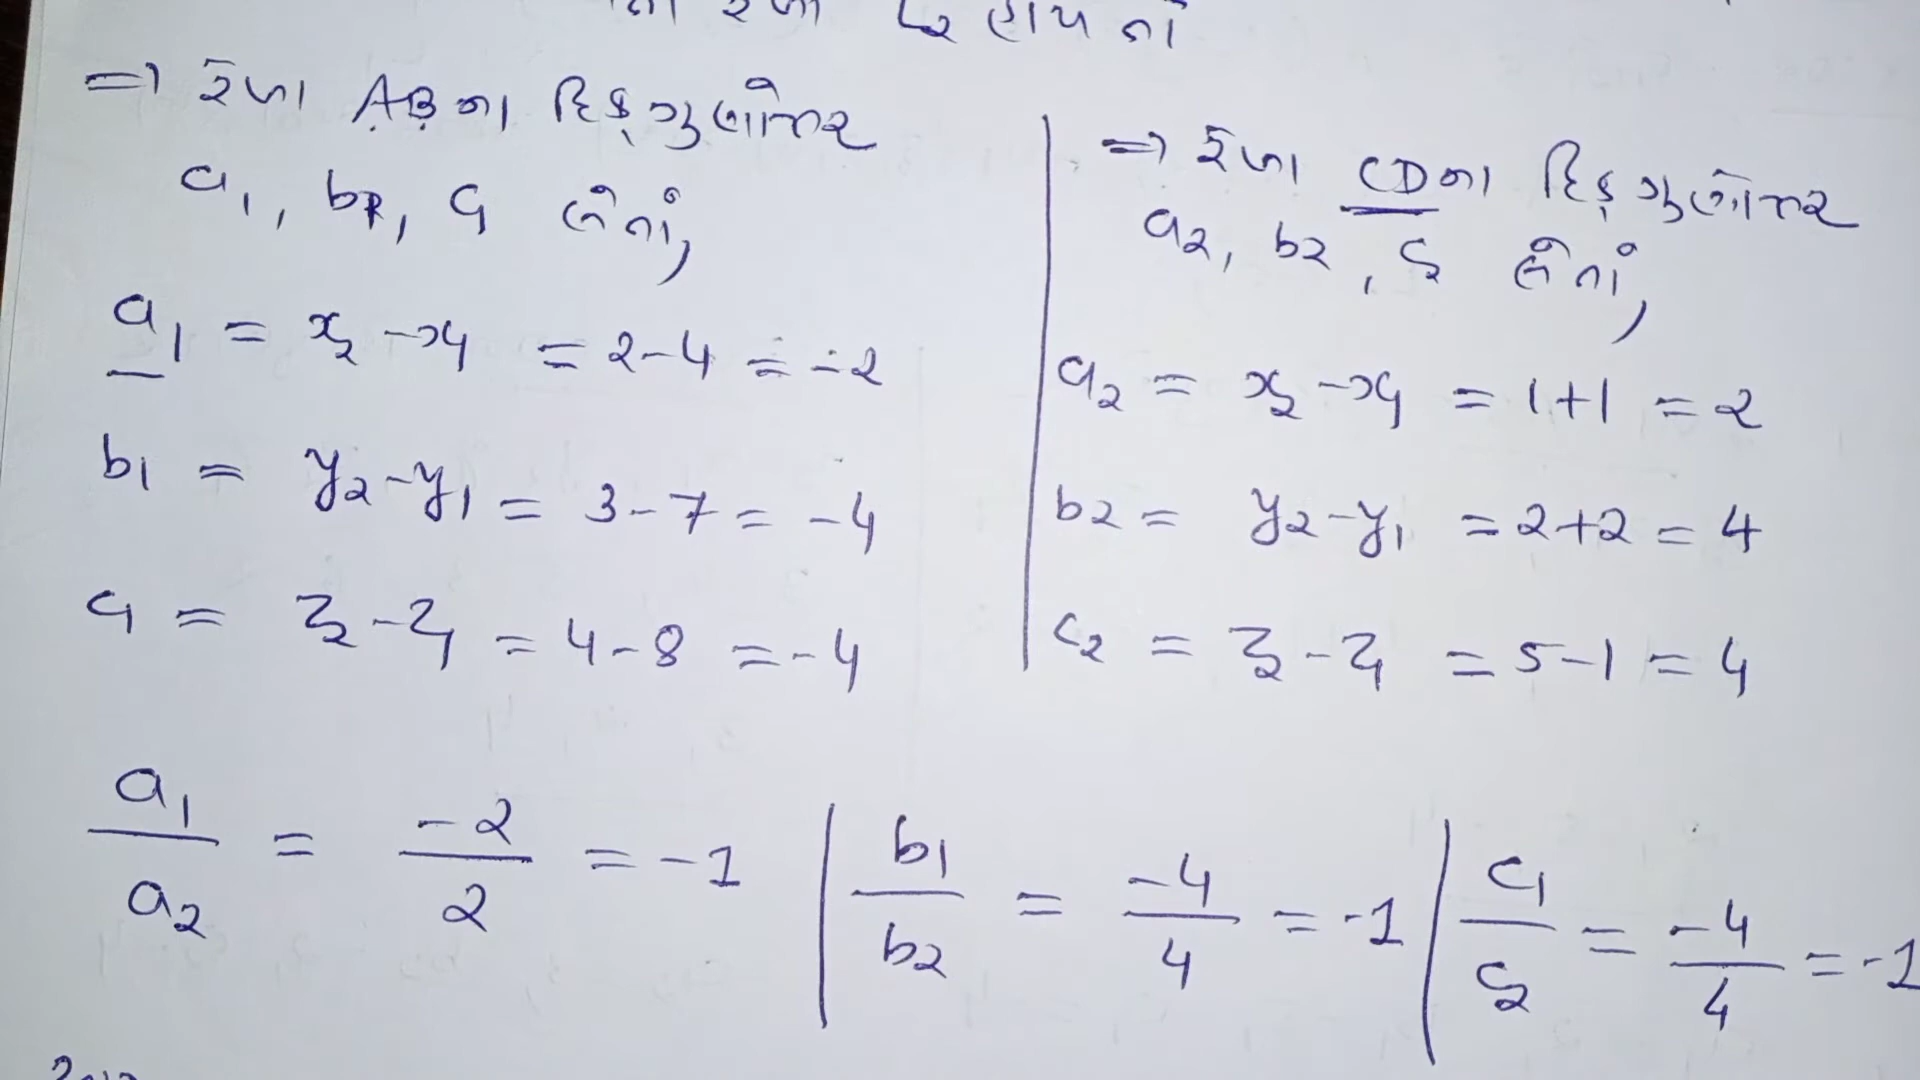 હોય તો
⇒ રેખા AB ના દિક્ગુણોત્તર
a₁, b₁, c₁ લેતાં,
a₁ = x₂ - x₁ = 2 - 4 = -2
b₁ = y₂ - y₁ = 3 - 7 = -4
c₁ = z₂ - z₁ = 4 - 8 = -4
⇒ રેખા CD ના દિક્ગુણોત્તર
a₂, b₂, c₂ લેતાં,
a₂ = x₂ - x₁ = 1+1 = 2
b₂ = y₂ - y₁ = 2+2 = 4
c₂ = z₂ - z₁ = 5-1 = 4
a₁/a₂ = -2/2 = -1 | b₁/b₂ = -4/4 = -1 | c₁/c₂ = -4/4 = -1